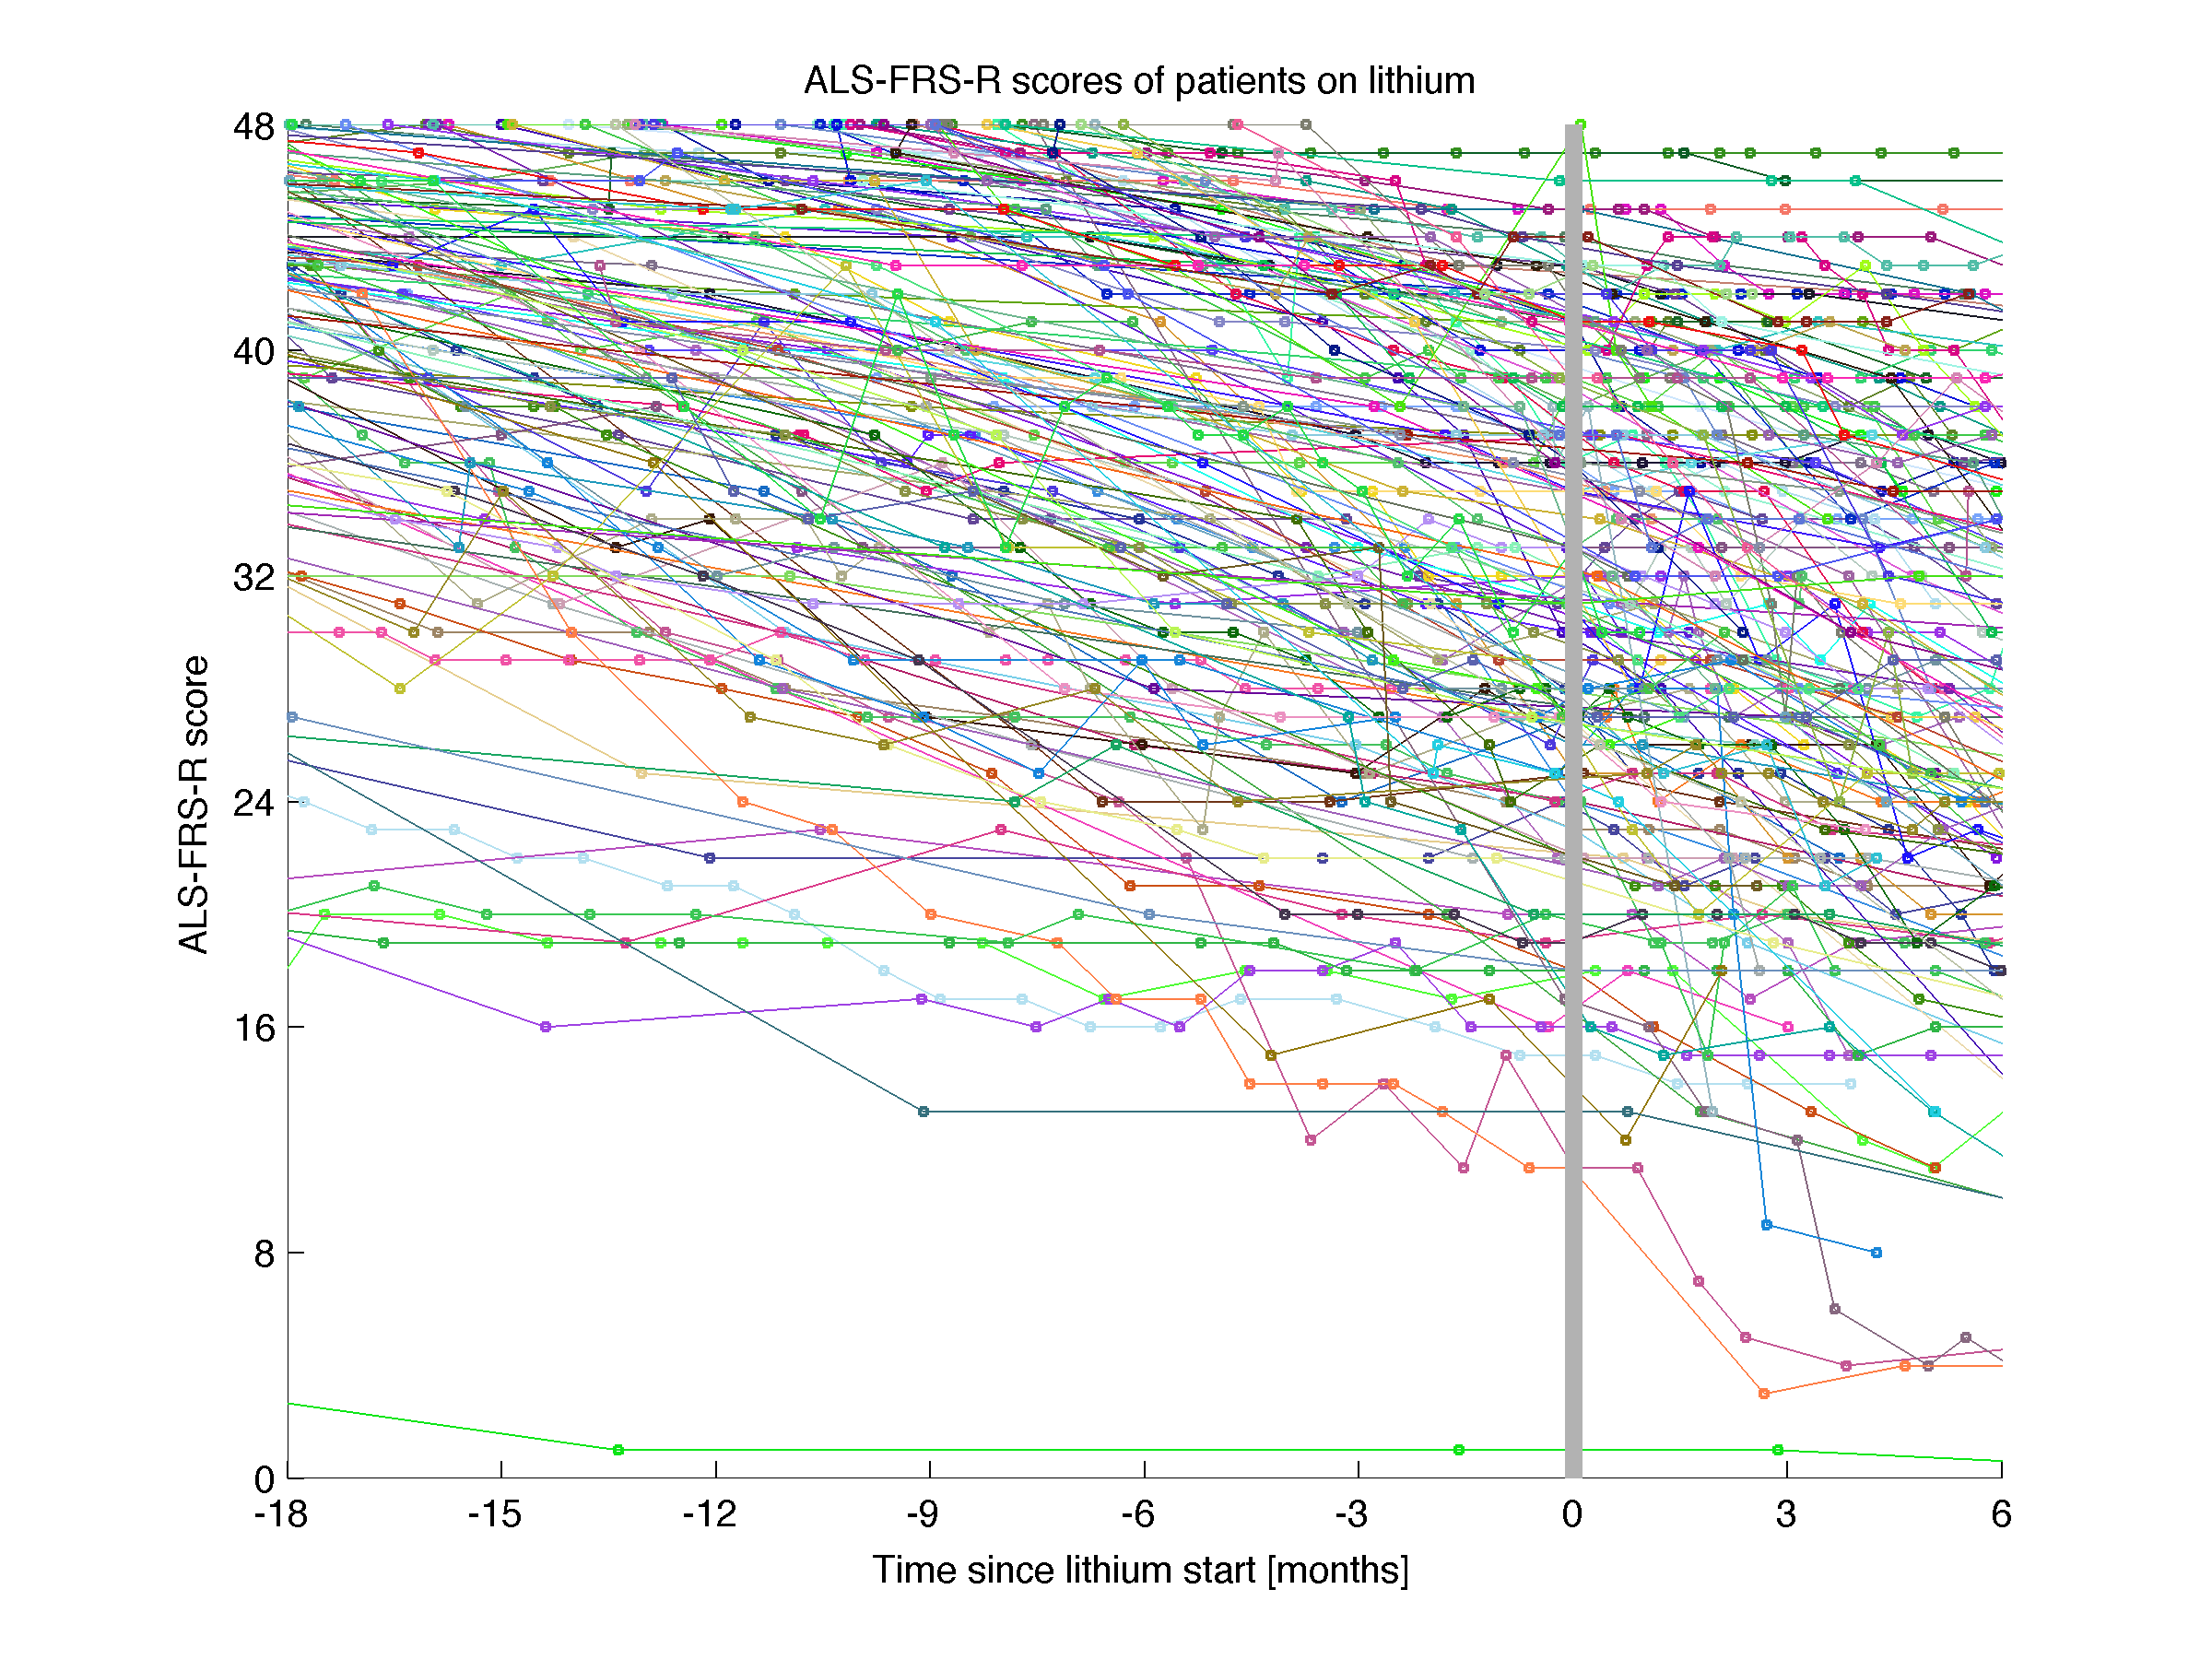 ALS-FRS-R scores of patients on lithium
48
40
32
24
16
8
0
ALS-FRS-R score
-18 -15 -12 -9 -6 -3 0 3 6
Time since lithium start [months]